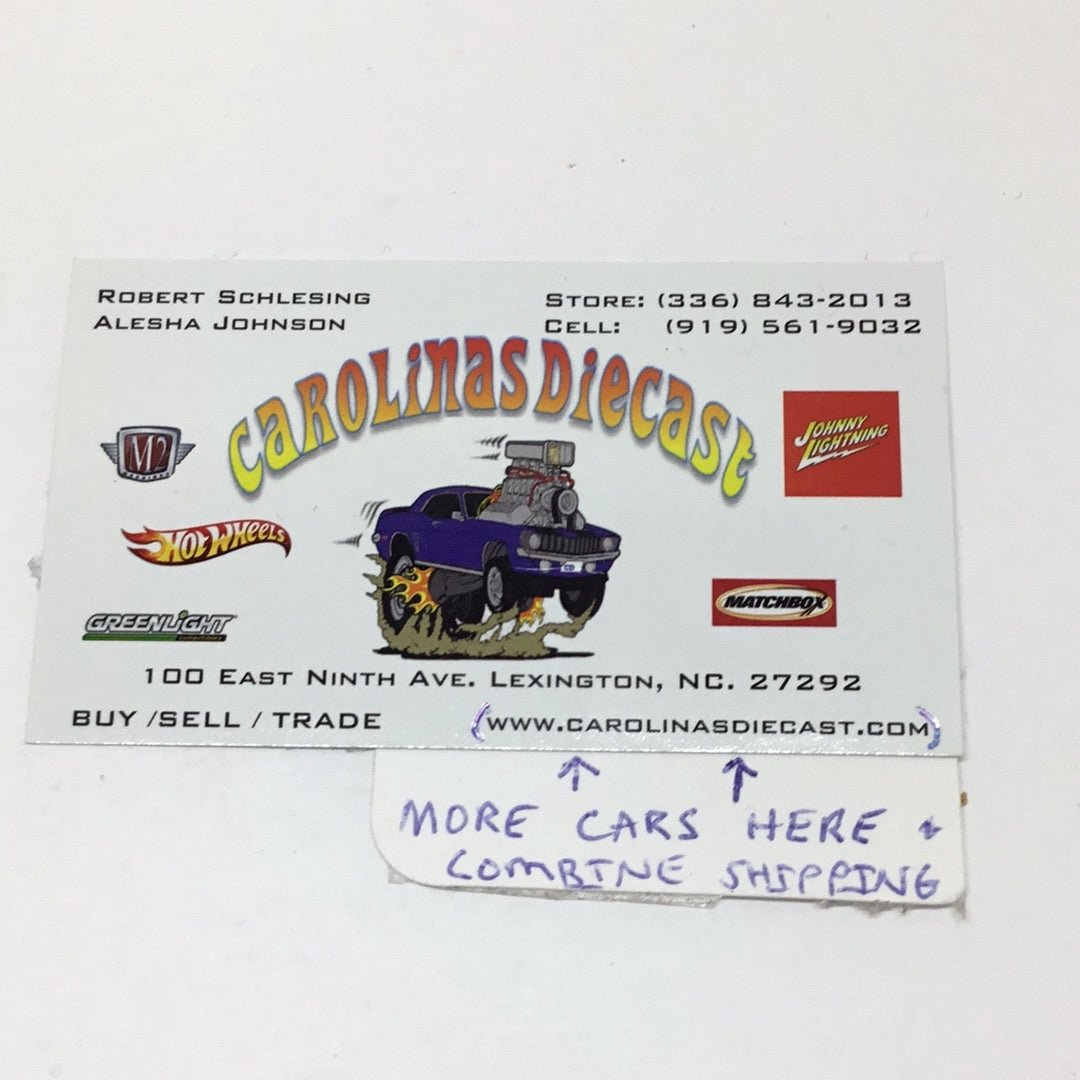 ROBERT SCHLESING
ALESHA JOHNSON
STORE: (336) 843-2013
CELL: (919) 561-9032
CAROLINAS DIECAST
M2
JOHNNY
LIGHTNING
HOT WHEELS
MATCHBOX
GREENLIGHT
100 EAST NINTH AVE. LEXINGTON, NC. 27292
BUY /SELL / TRADE
(WWW.CAROLINASDIECAST.COM)
MORE CARS HERE +
COMBINE SHIPPING